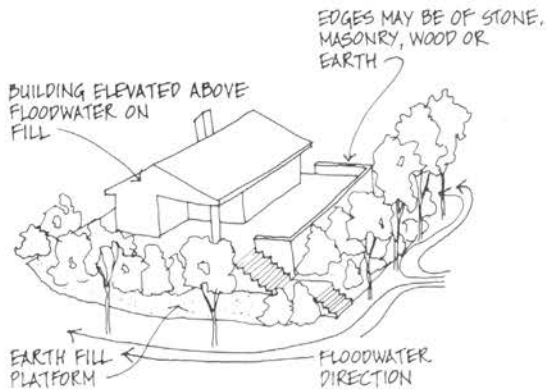 EDGES MAY BE OF STONE,
MASONRY, WOOD OR
EARTH
BUILDING ELEVATED ABOVE
FLOODWATER ON
FILL
EARTH FILL
PLATFORM
FLOODWATER
DIRECTION